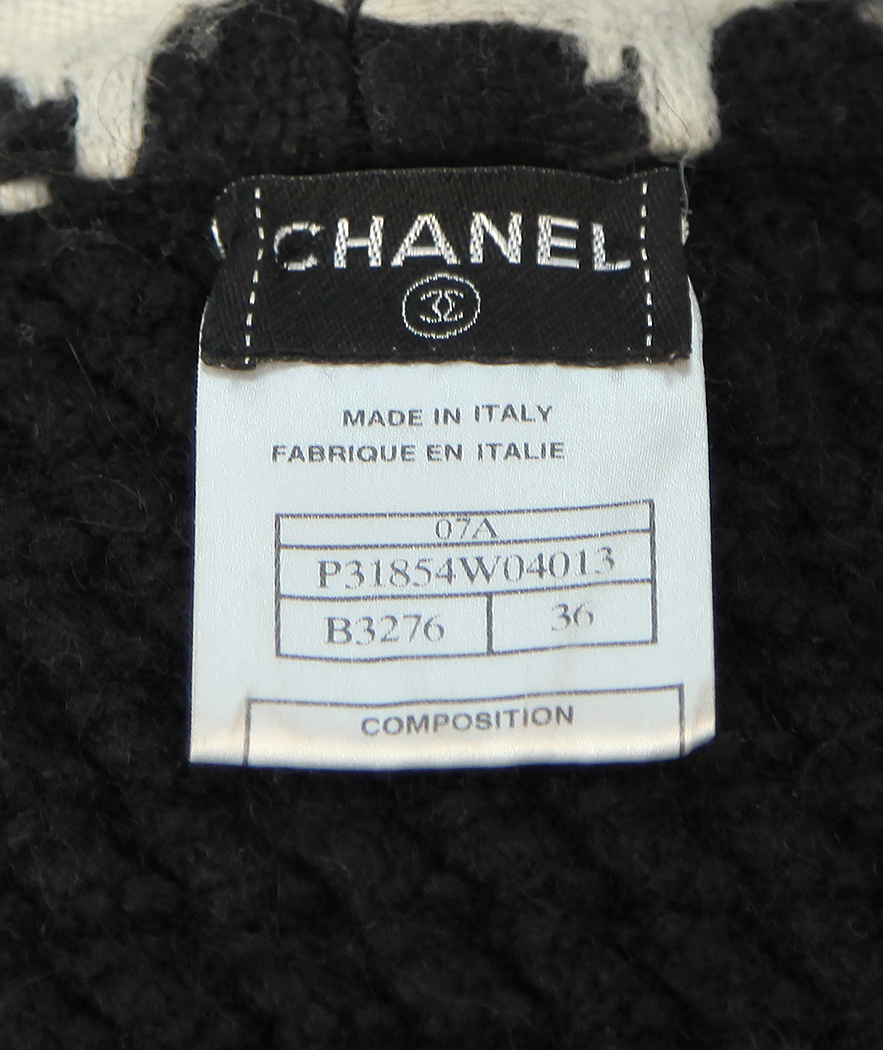 CHANEL
MADE IN ITALY
FABRIQUE EN ITALIE
07A
P31854W04013
B3276 36
COMPOSITION